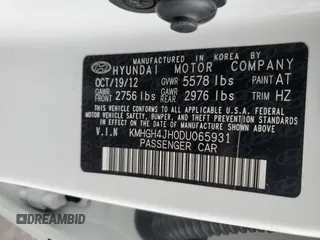 MANUFACTURED IN KOREA BY
HYUNDAI MOTOR COMPANY
OCT/19/12 GVWR 5578 lbs PAINT AT
GAWR FRONT 2756 lbs GAWR REAR 2976 lbs TRIM HZ
THIS VEHICLE CONFORMS TO ALL APPLICABLE U.S.A. FEDERAL
MOTOR VEHICLE SAFETY, BUMPER, AND THEFT PREVENTION
STANDARDS IN EFFECT ON THE DATE OF MANUFACTURE
SHOWN ABOVE.
V.I.N KMHGH4JH0DU065931
PASSENGER CAR
DREAMBID